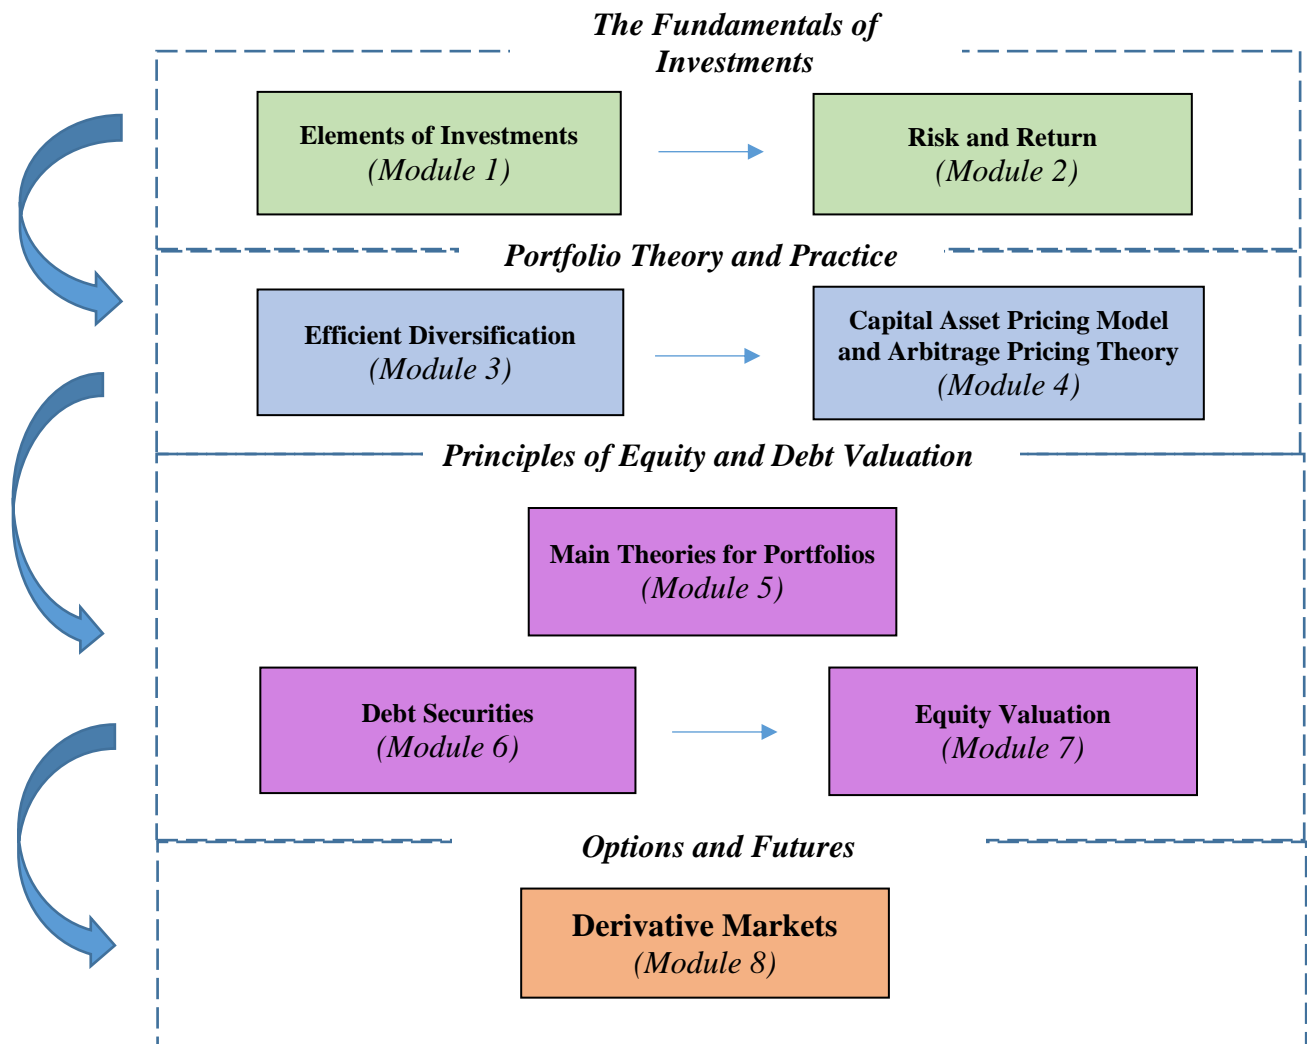 The Fundamentals of
Investments
Elements of Investments
(Module 1)
Risk and Return
(Module 2)
Portfolio Theory and Practice
Efficient Diversification
(Module 3)
Capital Asset Pricing Model
and Arbitrage Pricing Theory
(Module 4)
Principles of Equity and Debt Valuation
Main Theories for Portfolios
(Module 5)
Debt Securities
(Module 6)
Equity Valuation
(Module 7)
Options and Futures
Derivative Markets
(Module 8)